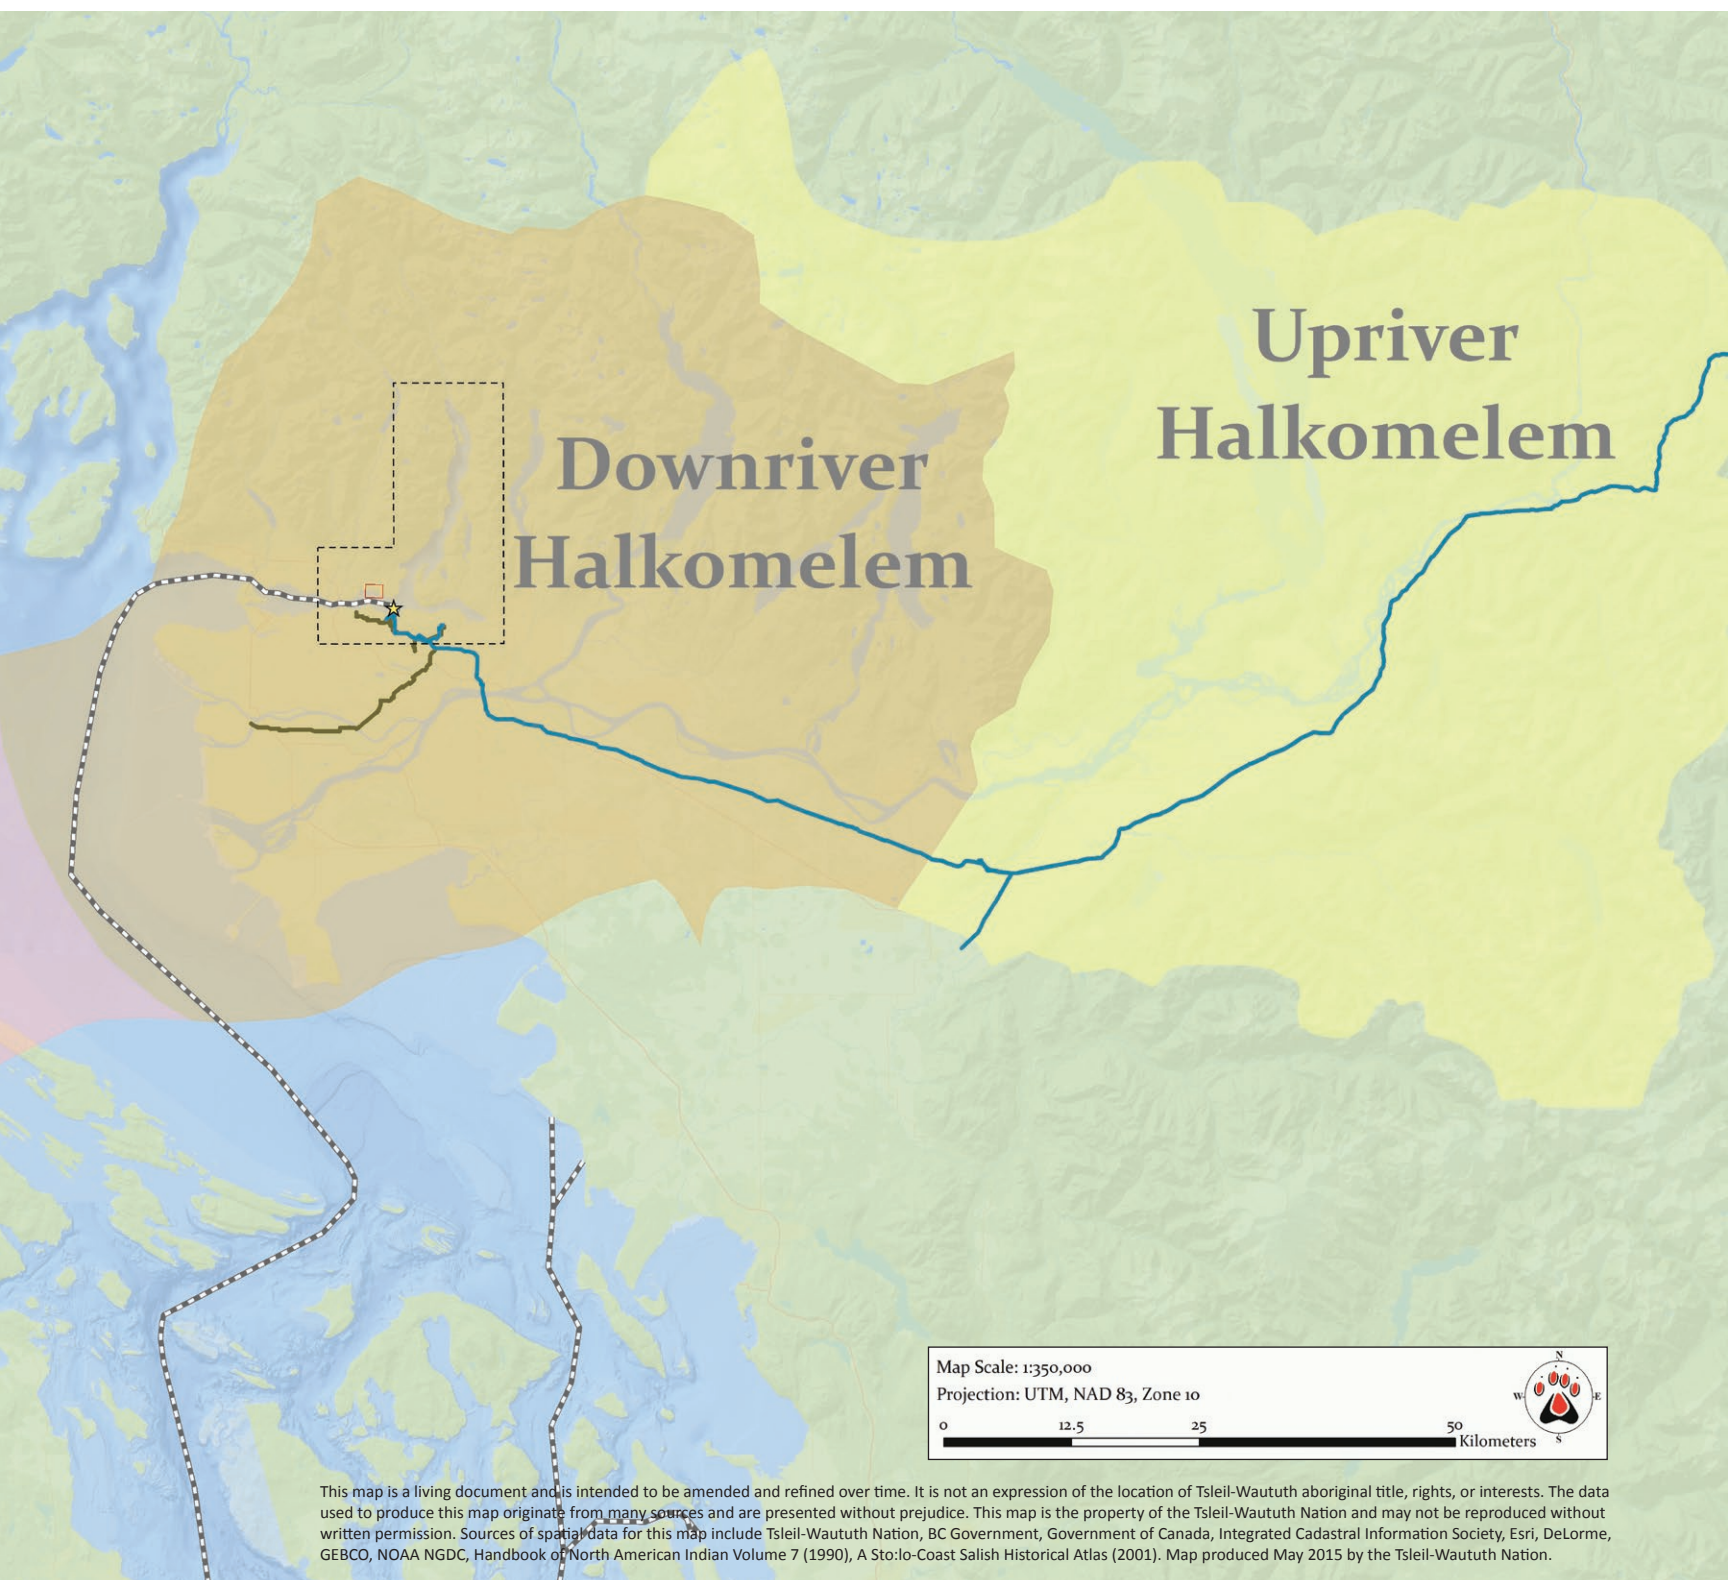 Upriver
Halkomelem
Downriver
Halkomelem
Map Scale: 1:350,000
Projection: UTM, NAD 83, Zone 10
0 12.5 25 50
Kilometers
N
W E
S
This map is a living document and is intended to be amended and refined over time. It is not an expression of the location of Tsleil-Waututh aboriginal title, rights, or interests. The data
used to produce this map originate from many sources and are presented without prejudice. This map is the property of the Tsleil-Waututh Nation and may not be reproduced without
written permission. Sources of spatial data for this map include Tsleil-Waututh Nation, BC Government, Government of Canada, Integrated Cadastral Information Society, Esri, DeLorme,
GEBCO, NOAA NGDC, Handbook of North American Indian Volume 7 (1990), A Sto:lo-Coast Salish Historical Atlas (2001). Map produced May 2015 by the Tsleil-Waututh Nation.